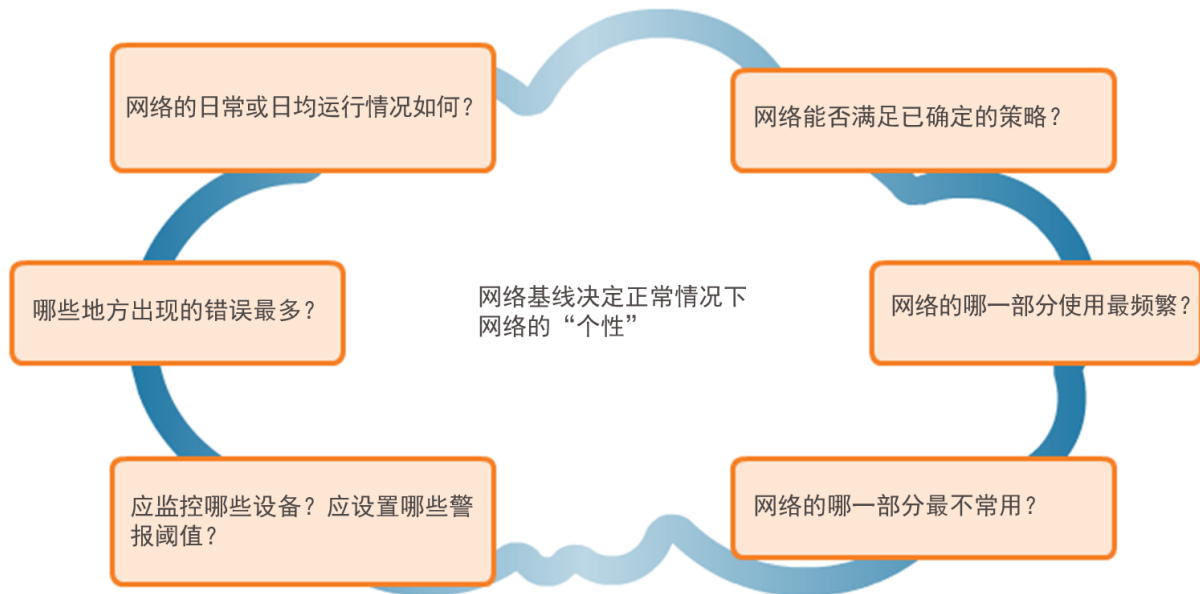 网络的日常或日均运行情况如何？
网络能否满足已确定的策略？
哪些地方出现的错误最多？
网络基线决定正常情况下
网络的“个性”
网络的哪一部分使用最频繁？
应监控哪些设备？应设置哪些警
报阈值？
网络的哪一部分最不常用？